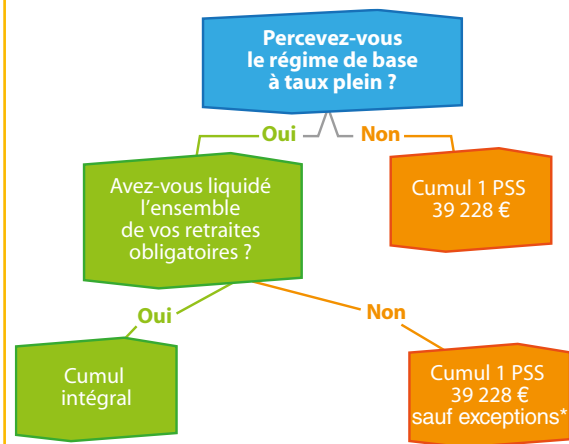 Percevez-vous
le régime de base
à taux plein ?
Oui
Non
Avez-vous liquidé
l'ensemble
de vos retraites
obligatoires ?
Cumul 1 PSS
39 228 €
Oui
Non
Cumul
intégral
Cumul 1 PSS
39 228 €
sauf exceptions*